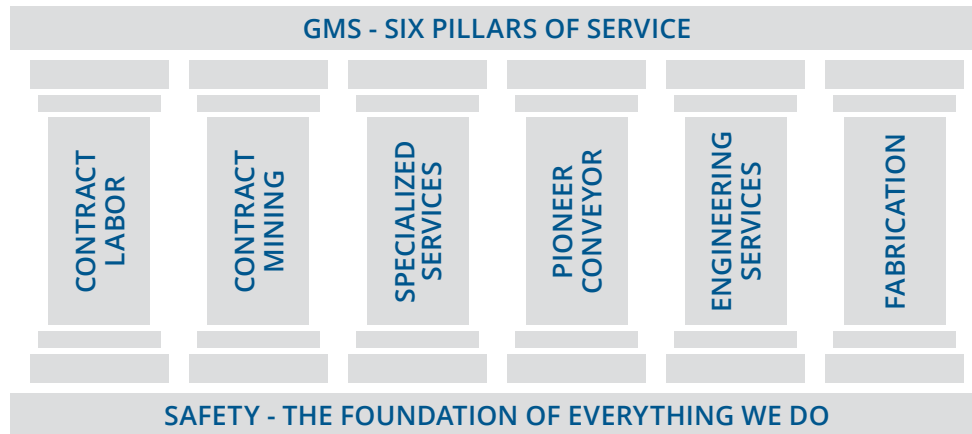 GMS - SIX PILLARS OF SERVICE
CONTRACT
LABOR
CONTRACT
MINING
SPECIALIZED
SERVICES
PIONEER
CONVEYOR
ENGINEERING
SERVICES
FABRICATION
SAFETY - THE FOUNDATION OF EVERYTHING WE DO